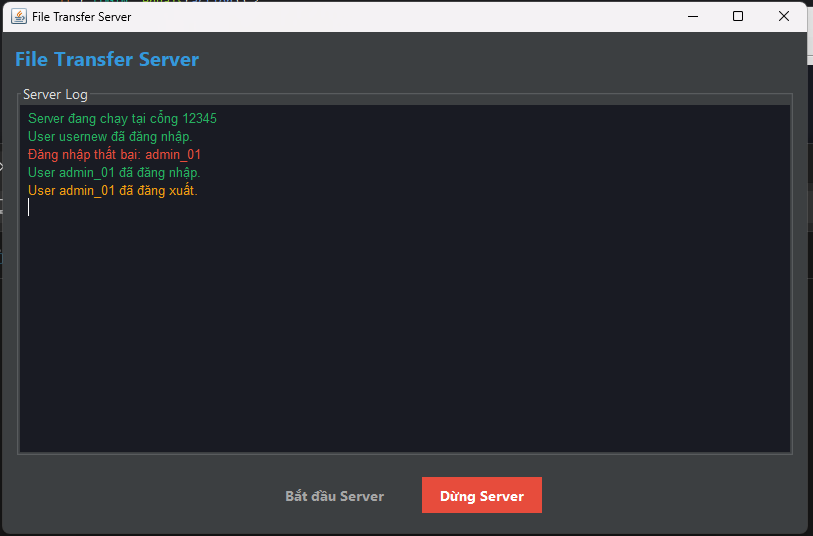 File Transfer Server
File Transfer Server
Server Log
Server đang chạy tại cổng 12345
User usernew đã đăng nhập.
Đăng nhập thất bại: admin_01
User admin_01 đã đăng nhập.
User admin_01 đã đăng xuất.
Bắt đầu Server
Dừng Server